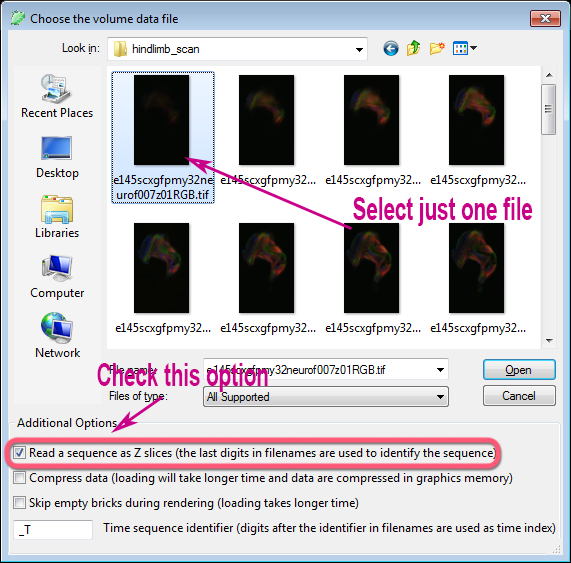 Choose the volume data file
Look in: hindlimb_scan
Recent Places
Desktop
Libraries
Computer
Network
e145scxgfpmy32ne
urof007z01RGB.tif
e145scxgfpmy32...
e145scxgfpmy32...
e145scxgfpmy32...
Select just one file
e145scxgfpmy32...
e145scxgfpmy32...
e145scxgfpmy32...
e145scxgfpmy32...
File name: e145scxgfpmy32neurof007z01RGB.tif Open
Check this option
Files of type: All Supported Cancel
Additional Options
Read a sequence as Z slices (the last digits in filenames are used to identify the sequence)
Compress data (loading will take longer time and data are compressed in graphics memory)
Skip empty bricks during rendering (loading takes longer time)
_T Time sequence identifier (digits after the identifier in filenames are used as time index)